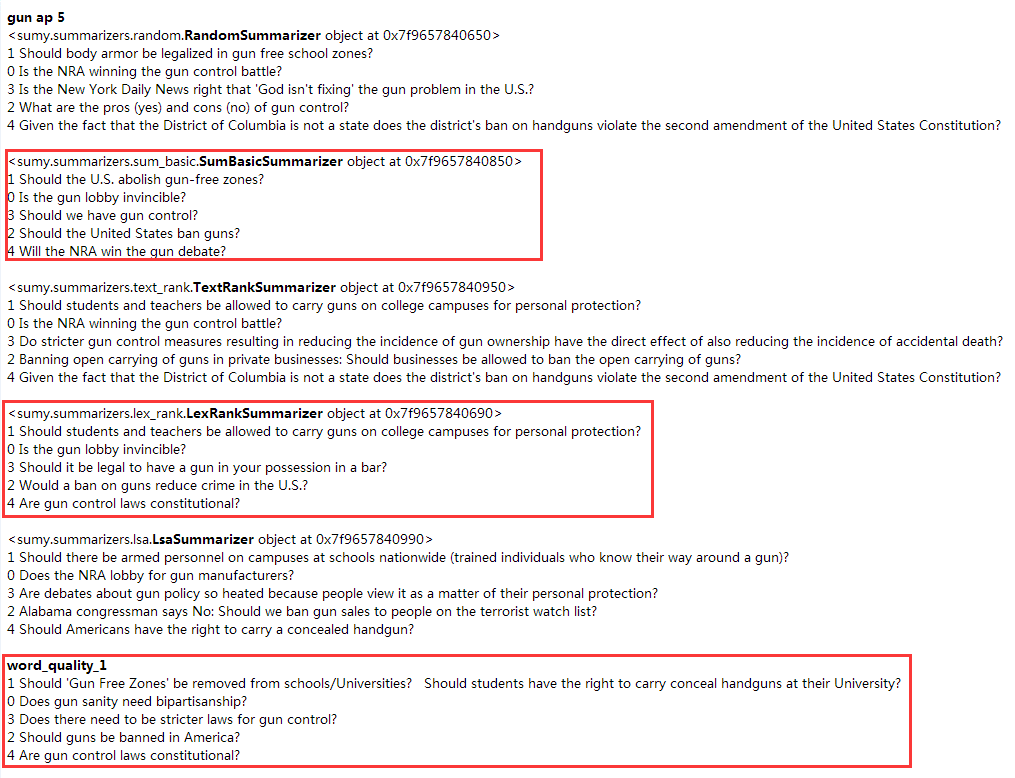 gun ap 5
<sumy.summarizers.random.RandomSummarizer object at 0x7f9657840650>
1 Should body armor be legalized in gun free school zones?
0 Is the NRA winning the gun control battle?
3 Is the New York Daily News right that 'God isn't fixing' the gun problem in the U.S.?
2 What are the pros (yes) and cons (no) of gun control?
4 Given the fact that the District of Columbia is not a state does the district's ban on handguns violate the second amendment of the United States Constitution?
<sumy.summarizers.sum_basic.SumBasicSummarizer object at 0x7f9657840850>
1 Should the U.S. abolish gun-free zones?
0 Is the gun lobby invincible?
3 Should we have gun control?
2 Should the United States ban guns?
4 Will the NRA win the gun debate?
<sumy.summarizers.text_rank.TextRankSummarizer object at 0x7f9657840950>
1 Should students and teachers be allowed to carry guns on college campuses for personal protection?
0 Is the NRA winning the gun control battle?
3 Do stricter gun control measures resulting in reducing the incidence of gun ownership have the direct effect of also reducing the incidence of accidental death?
2 Banning open carrying of guns in private businesses: Should businesses be allowed to ban the open carrying of guns?
4 Given the fact that the District of Columbia is not a state does the district's ban on handguns violate the second amendment of the United States Constitution?
<sumy.summarizers.lex_rank.LexRankSummarizer object at 0x7f9657840690>
1 Should students and teachers be allowed to carry guns on college campuses for personal protection?
0 Is the gun lobby invincible?
3 Should it be legal to have a gun in your possession in a bar?
2 Would a ban on guns reduce crime in the U.S.?
4 Are gun control laws constitutional?
<sumy.summarizers.lsa.LsaSummarizer object at 0x7f9657840990>
1 Should there be armed personnel on campuses at schools nationwide (trained individuals who know their way around a gun)?
0 Does the NRA lobby for gun manufacturers?
3 Are debates about gun policy so heated because people view it as a matter of their personal protection?
2 Alabama congressman says No: Should we ban gun sales to people on the terrorist watch list?
4 Should Americans have the right to carry a concealed handgun?
word_quality_1
1 Should 'Gun Free Zones' be removed from schools/Universities?   Should students have the right to carry conceal handguns at their University?
0 Does gun sanity need bipartisanship?
3 Does there need to be stricter laws for gun control?
2 Should guns be banned in America?
4 Are gun control laws constitutional?